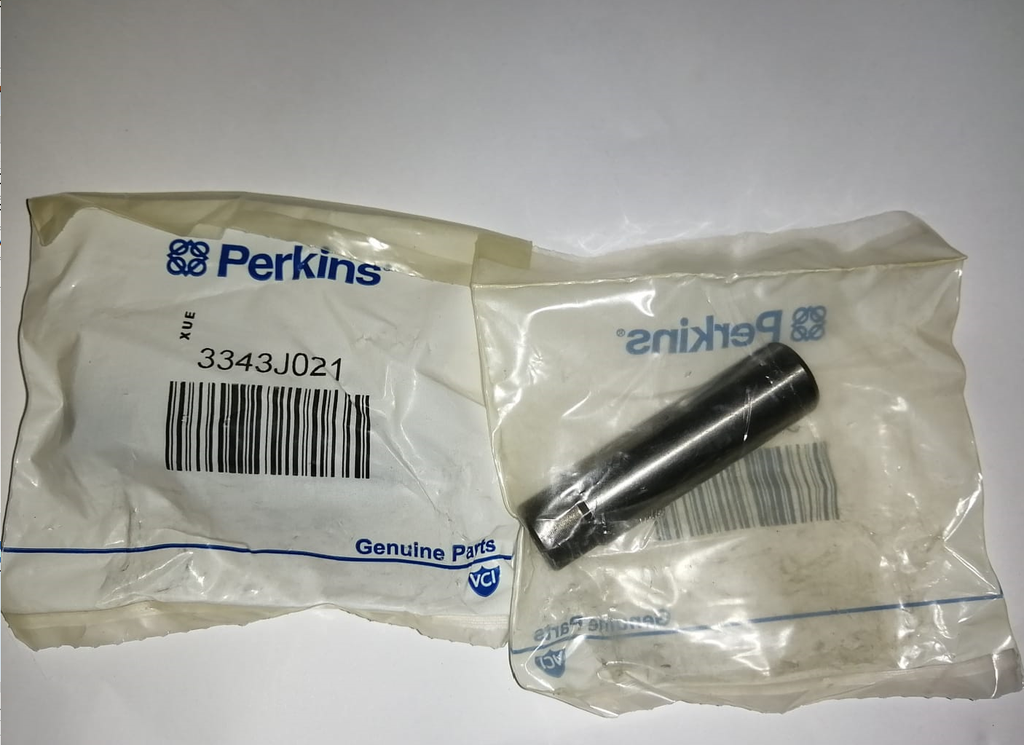 Perkins
XUE
3343J021
Genuine Parts
VCI
Perkins®
Genuine Parts
VCI